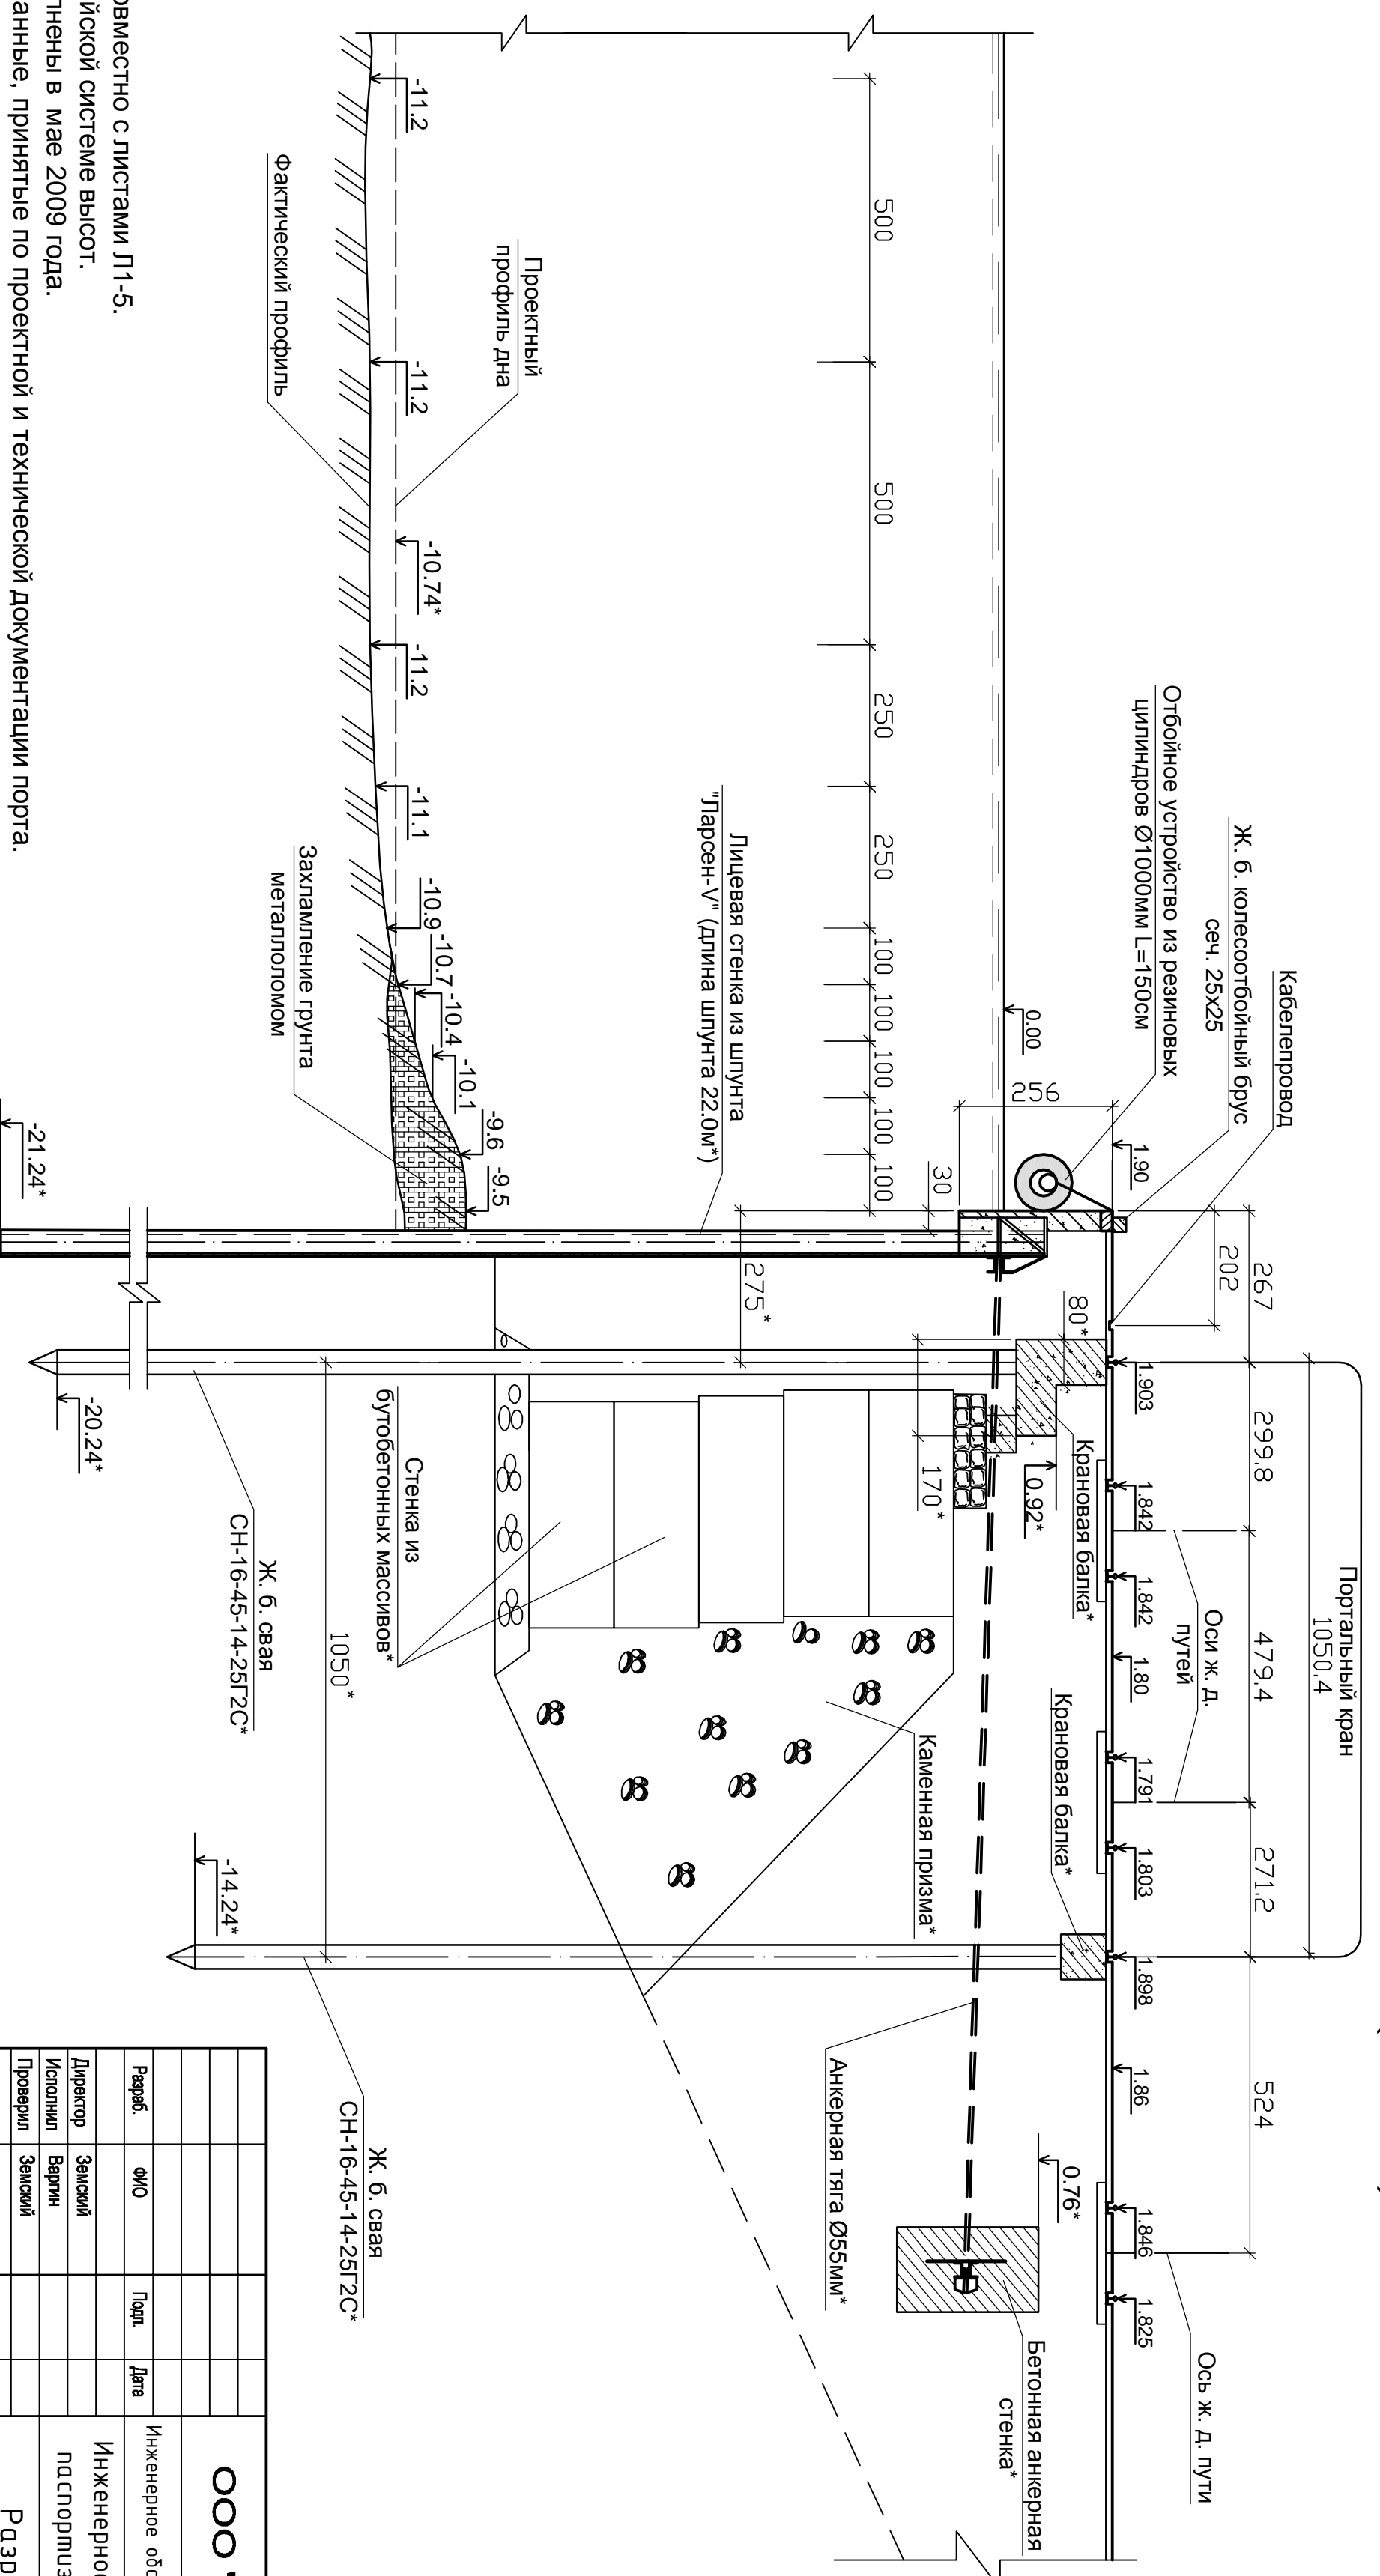 Портальный кран
1050,4
267
299,8
479,4
271,2
524
202
Кабелепровод
Ж. б. колесоотбойный брус
сеч. 25х25
Отбойное устройство из резиновых
цилиндров Ø1000мм L=150см
Оси ж. д.
путей
Ось ж. д. пути
1.90
1.903
1.842
1.842
1.80
1.791
1.803
1.898
1.86
1.846
1.825
0.00
256
30
80*
Крановая балка*
Крановая балка*
0.92*
0.76*
170*
275*
Бетонная анкерная
стенка*
Каменная призма*
Анкерная тяга Ø55мм*
500
500
250
250
100
100
100
100
100
Лицевая стенка из шпунта
"Ларсен-V" (длина шпунта 22.0м*)
Проектный
профиль дна
-11.2
-11.2
-10.74*
-11.2
-11.1
-10.9
-10.7
-10.4
-10.1
-9.6
-9.5
Фактический профиль
Захламление грунта
металлоломом
Стенка из
бутобетонных массивов*
1050*
Ж. б. свая
СН-16-45-14-25Г2С*
Ж. б. свая
СН-16-45-14-25Г2С*
-14.24*
-20.24*
-21.24*
овместно с листами Л1-5.
йской системе высот.
лнены в мае 2009 года.
анные, принятые по проектной и технической документации порта.
ООО
Разраб. ФИО Подп. Дата
Инженерное обс
Директор Земский
Исполнил Варгин
Проверил Земский
Инженерно
паспортиз
Разр